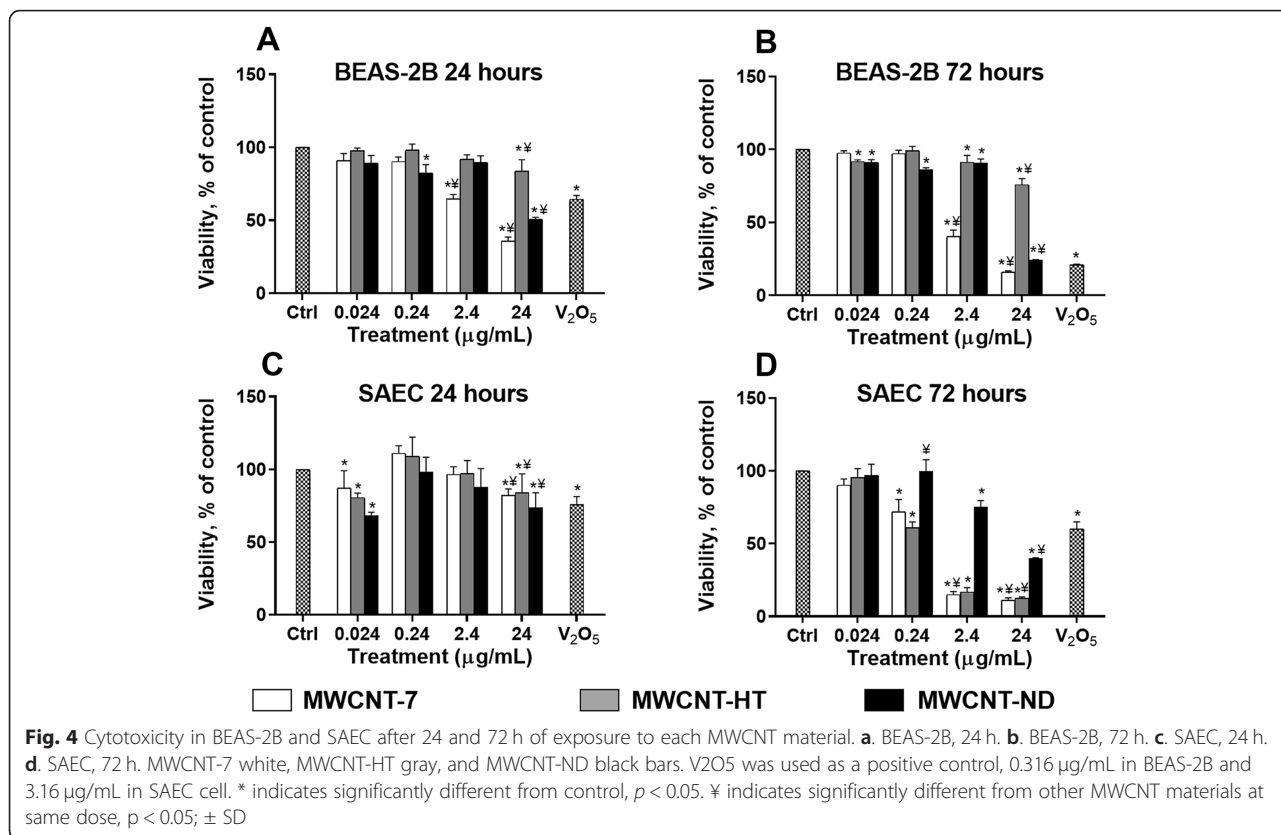 A
BEAS-2B 24 hours
Viability, % of control
150
100
50
0
* *¥ *¥ *¥ *¥ *
Ctrl 0.024 0.24 2.4 24 V₂O₅
Treatment (μg/mL)
B
BEAS-2B 72 hours
Viability, % of control
150
100
50
0
* * * *¥ * * *¥ *¥ *¥ *
Ctrl 0.024 0.24 2.4 24 V₂O₅
Treatment (μg/mL)
C
SAEC 24 hours
Viability, % of control
150
100
50
0
* * * *¥ *¥ *¥ *
Ctrl 0.024 0.24 2.4 24 V₂O₅
Treatment (μg/mL)
D
SAEC 72 hours
Viability, % of control
150
100
50
0
* * ¥ *¥ * * *¥ *¥ *¥ *
Ctrl 0.024 0.24 2.4 24 V₂O₅
Treatment (μg/mL)
MWCNT-7 MWCNT-HT MWCNT-ND
Fig. 4 Cytotoxicity in BEAS-2B and SAEC after 24 and 72 h of exposure to each MWCNT material. a. BEAS-2B, 24 h. b. BEAS-2B, 72 h. c. SAEC, 24 h.
d. SAEC, 72 h. MWCNT-7 white, MWCNT-HT gray, and MWCNT-ND black bars. V2O5 was used as a positive control, 0.316 μg/mL in BEAS-2B and
3.16 μg/mL in SAEC cell. * indicates significantly different from control, p < 0.05. ¥ indicates significantly different from other MWCNT materials at
same dose, p < 0.05; ± SD